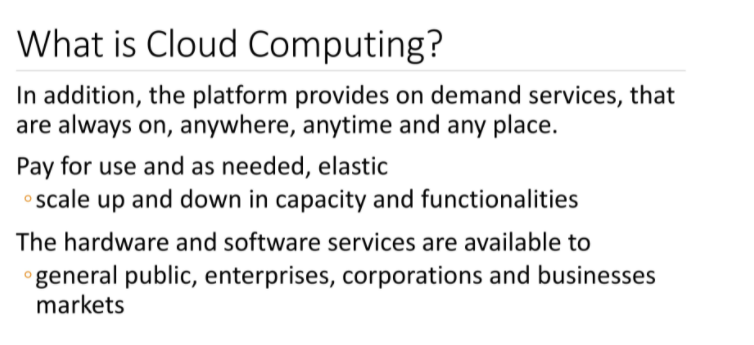 What is Cloud Computing?
In addition, the platform provides on demand services, that
are always on, anywhere, anytime and any place.
Pay for use and as needed, elastic
◦scale up and down in capacity and functionalities
The hardware and software services are available to
◦general public, enterprises, corporations and businesses
markets